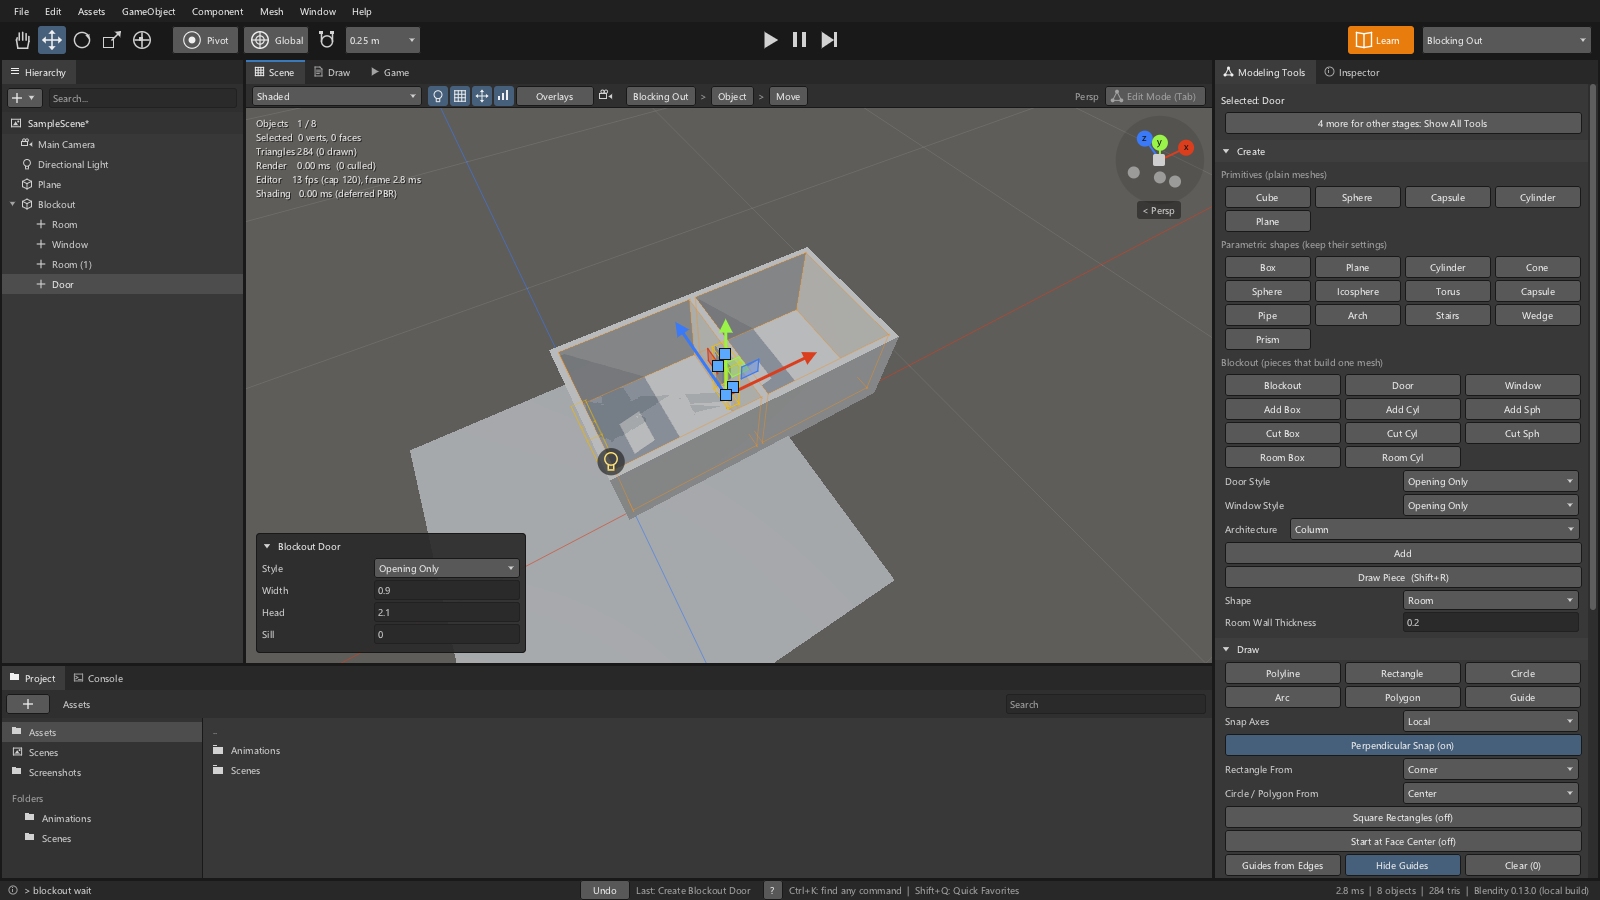 File Edit Assets GameObject Component Mesh Window Help
Pivot Global 0.25 m Learn Blocking Out
Hierarchy
Search...
SampleScene*
Main Camera
Directional Light
Plane
Blockout
Room
Window
Room (1)
Door
Scene Draw Game
Shaded Overlays Blocking Out > Object > Move Persp Edit Mode (Tab)
Objects 1 / 8
Selected 0 verts, 0 faces
Triangles 284 (0 drawn)
Render 0.00 ms (0 culled)
Editor 13 fps (cap 120), frame 2.8 ms
Shading 0.00 ms (deferred PBR)
z y x
< Persp
Blockout Door
Style Opening Only
Width 0.9
Head 2.1
Sill 0
Modeling Tools Inspector
Selected: Door
4 more for other stages: Show All Tools
Create
Primitives (plain meshes)
Cube Sphere Capsule Cylinder
Plane
Parametric shapes (keep their settings)
Box Plane Cylinder Cone
Sphere Icosphere Torus Capsule
Pipe Arch Stairs Wedge
Prism
Blockout (pieces that build one mesh)
Blockout Door Window
Add Box Add Cyl Add Sph
Cut Box Cut Cyl Cut Sph
Room Box Room Cyl
Door Style Opening Only
Window Style Opening Only
Architecture Column
Add
Draw Piece (Shift+R)
Shape Room
Room Wall Thickness 0.2
Draw
Polyline Rectangle Circle
Arc Polygon Guide
Snap Axes Local
Perpendicular Snap (on)
Rectangle From Corner
Circle / Polygon From Center
Square Rectangles (off)
Start at Face Center (off)
Guides from Edges Hide Guides Clear (0)
Project Console
+ Assets Search
Assets
Scenes
Screenshots
Folders
Animations
Scenes
..
Animations
Scenes
> blockout wait Undo Last: Create Blockout Door ? Ctrl+K: find any command | Shift+Q: Quick Favorites 2.8 ms | 8 objects | 284 tris | Blendity 0.13.0 (local build)